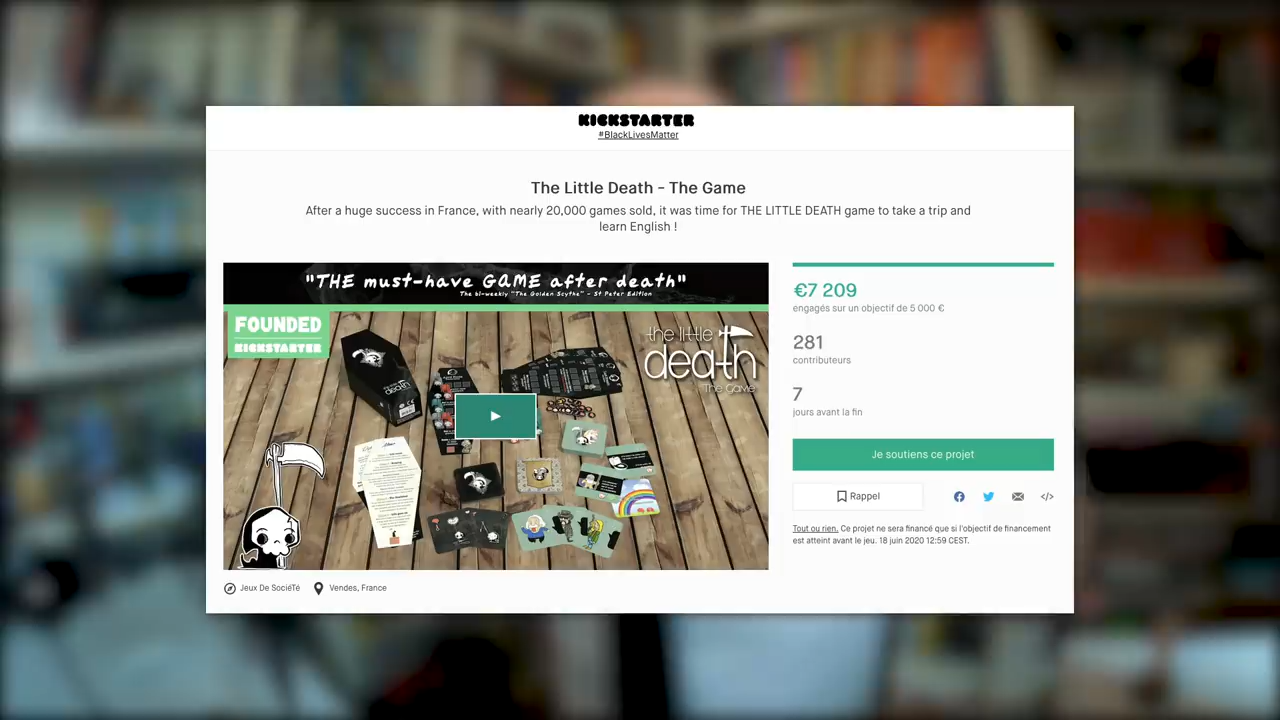 KICKSTARTER
#BlackLivesMatter
The Little Death - The Game
After a huge success in France, with nearly 20,000 games sold, it was time for THE LITTLE DEATH game to take a trip and
learn English !
"THE must-have GAME after death"
The bi-weekly "The Golden Scythe" - St Peter Edition
FOUNDED
KICKSTARTER
the little
death
The Game
€7 209
engagés sur un objectif de 5 000 €
281
contributeurs
7
jours avant la fin
Je soutiens ce projet
Rappel
Tout ou rien. Ce projet ne sera financé que si l'objectif de financement
est atteint avant le jeu. 18 juin 2020 12:59 CEST.
Jeux De SociéTé
Vendes, France